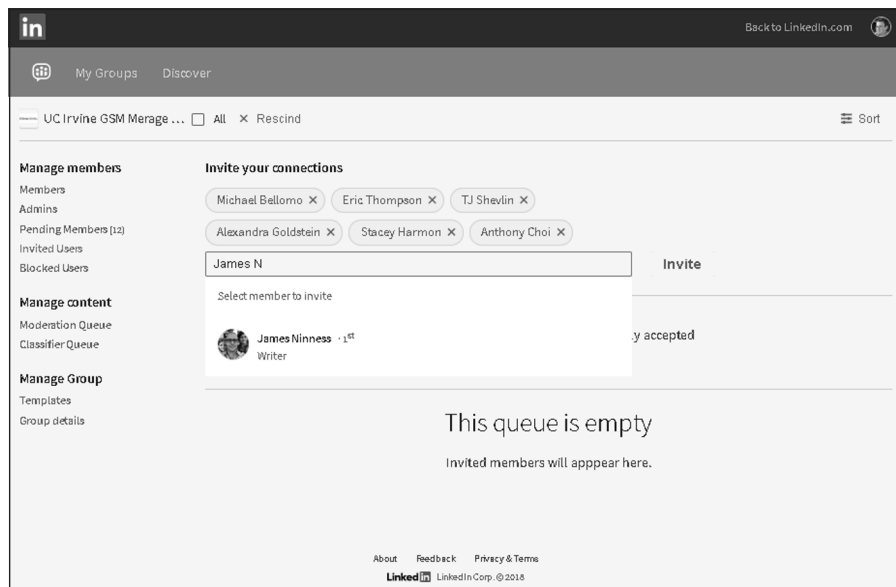 in Back to LinkedIn.com
My Groups Discover
UC Irvine GSM Merage ... All × Rescind Sort
Manage members
Members
Admins
Pending Members [12]
Invited Users
Blocked Users
Manage content
Moderation Queue
Classifier Queue
Manage Group
Templates
Group details
Invite your connections
Michael Bellomo × Eric Thompson × TJ Shevlin ×
Alexandra Goldstein × Stacey Harmon × Anthony Choi ×
James N Invite
Select member to invite
James Ninness · 1st
Writer
y accepted
This queue is empty
Invited members will apppear here.
About Feedback Privacy & Terms
Linked in LinkedIn Corp. © 2018